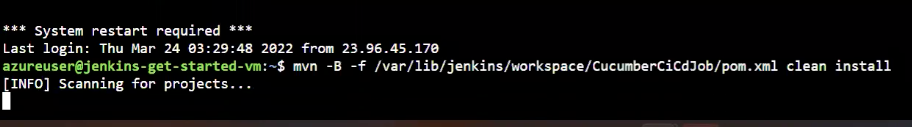 *** System restart required ***
Last login: Thu Mar 24 03:29:48 2022 from 23.96.45.170
azureuser@jenkins-get-started-vm:~$ mvn -B -f /var/lib/jenkins/workspace/CucumberCiCdJob/pom.xml clean install
[INFO] Scanning for projects...